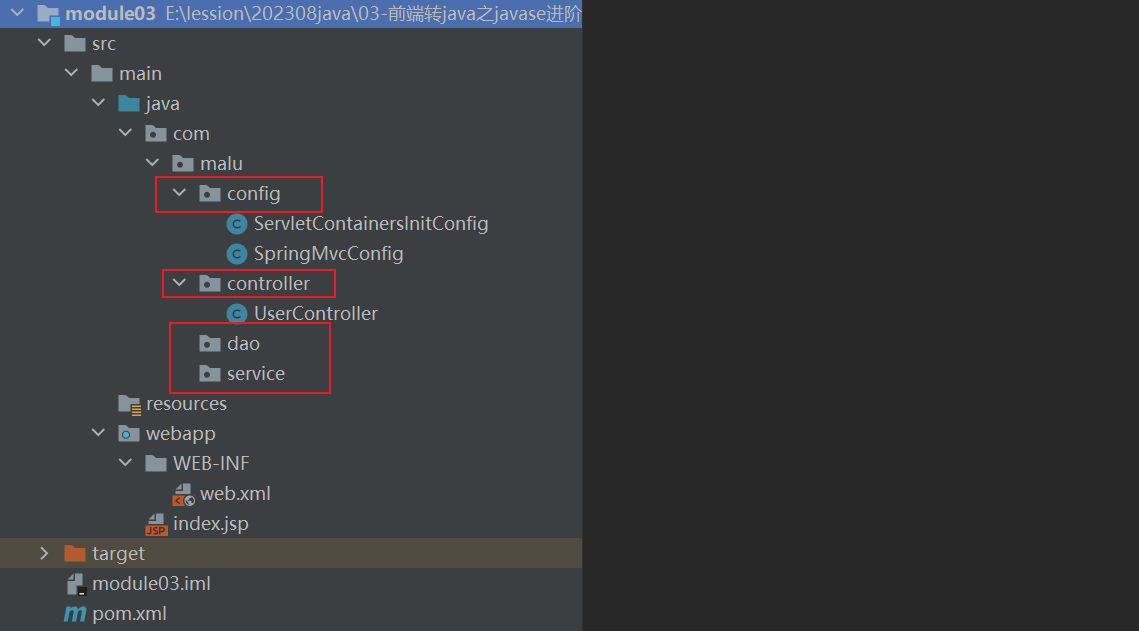 module03 E:\lession\202308java\03-前端转java之javase进阶
src
main
java
com
malu
config
ServletContainersInitConfig
SpringMvcConfig
controller
UserController
dao
service
resources
webapp
WEB-INF
web.xml
index.jsp
target
module03.iml
pom.xml